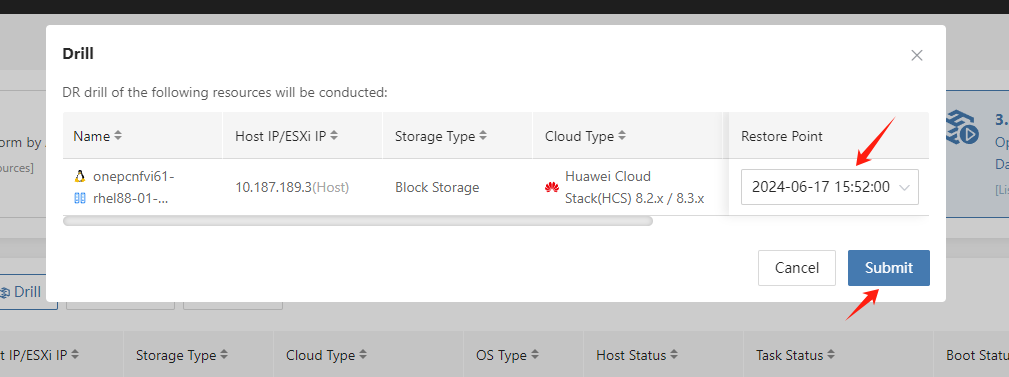 Drill
DR drill of the following resources will be conducted:
Name Host IP/ESXi IP Storage Type Cloud Type Restore Point
onepcnfvi61-
rhel88-01-...
10.187.189.3(Host)
Block Storage
Huawei Cloud
Stack(HCS) 8.2.x / 8.3.x
2024-06-17 15:52:00
Cancel Submit
orm by
ources]
3.
Op
Da
[Lis
Drill
t IP/ESXi IP Storage Type Cloud Type OS Type Host Status Task Status Boot Status